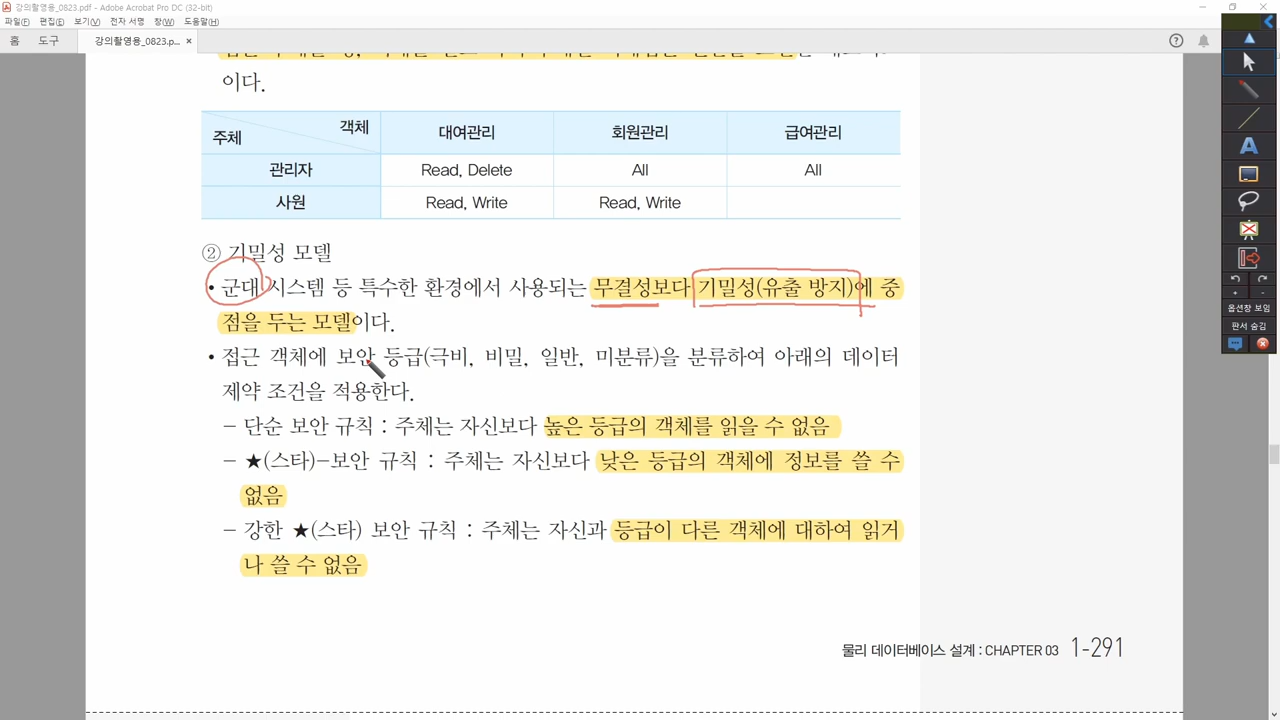 강의촬영용_0823.pdf - Adobe Acrobat Pro DC (32-bit)
파일(F) 편집(E) 보기(V) 전자 서명 창(W) 도움말(H)
홈 도구 강의촬영용_0823.p... ×
이다.
주체 객체 대여관리 회원관리 급여관리
관리자 Read, Delete All All
사원 Read, Write Read, Write
② 기밀성 모델
• 군대 시스템 등 특수한 환경에서 사용되는 무결성보다 기밀성(유출 방지)에 중
점을 두는 모델이다.
• 접근 객체에 보안 등급(극비, 비밀, 일반, 미분류)을 분류하여 아래의 데이터
제약 조건을 적용한다.
– 단순 보안 규칙 : 주체는 자신보다 높은 등급의 객체를 읽을 수 없음
– ★(스타)-보안 규칙 : 주체는 자신보다 낮은 등급의 객체에 정보를 쓸 수
없음
– 강한 ★(스타) 보안 규칙 : 주체는 자신과 등급이 다른 객체에 대하여 읽거
나 쓸 수 없음
물리 데이터베이스 설계 : CHAPTER 03 1-291
옵션창 보임
판서 숨김